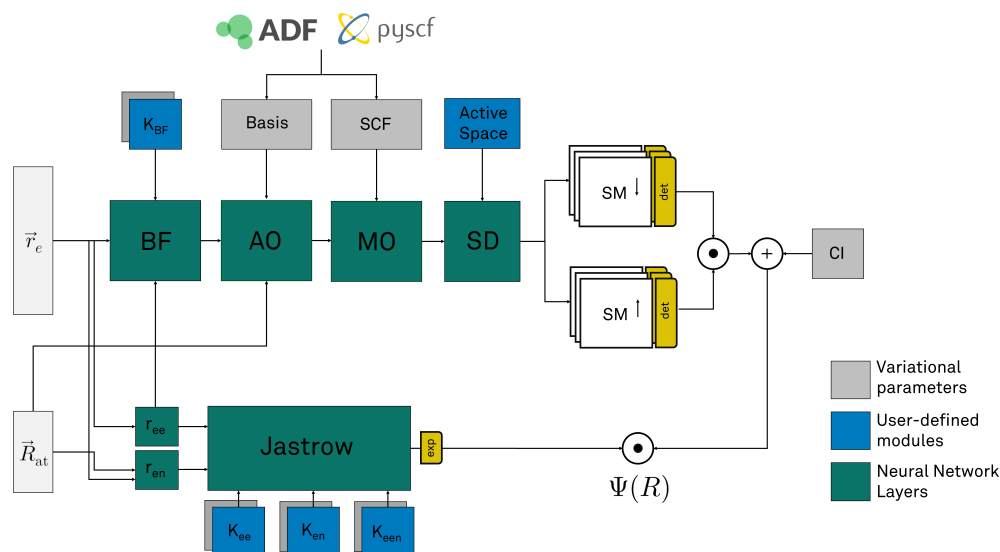 ADF pyscf
K_BF
Basis
SCF
Active
Space
SM ↓
det
r⃗_e
BF
AO
MO
SD
+
CI
SM ↑
det
Variational
parameters
User-defined
modules
Neural Network
Layers
R⃗_at
r_ee
r_en
Jastrow
exp
Ψ(R)
K_ee
K_en
K_een